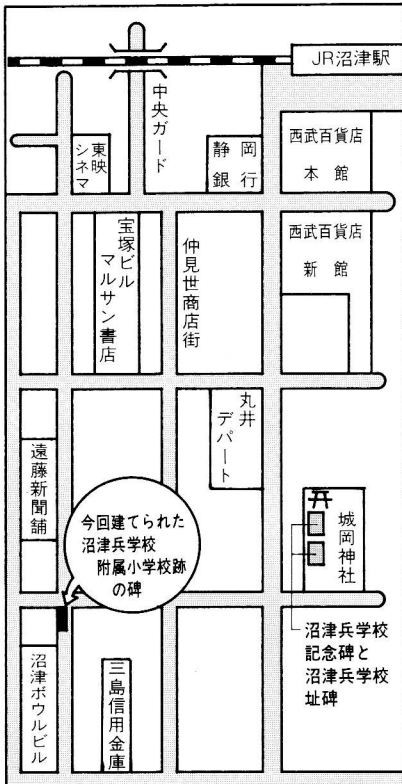 JR沼津駅
中央ガード
東映
シネマ
静岡
銀行
西武百貨店
本館
西武百貨店
新館
宝塚ビル
マルサン書店
仲見世商店街
丸井
デパート
遠藤新聞舗
今回建てられた
沼津兵学校
附属小学校跡
の碑
城岡神社
沼津兵学校
記念碑と
沼津兵学校
址碑
沼津ボウルビル
三島信用金庫